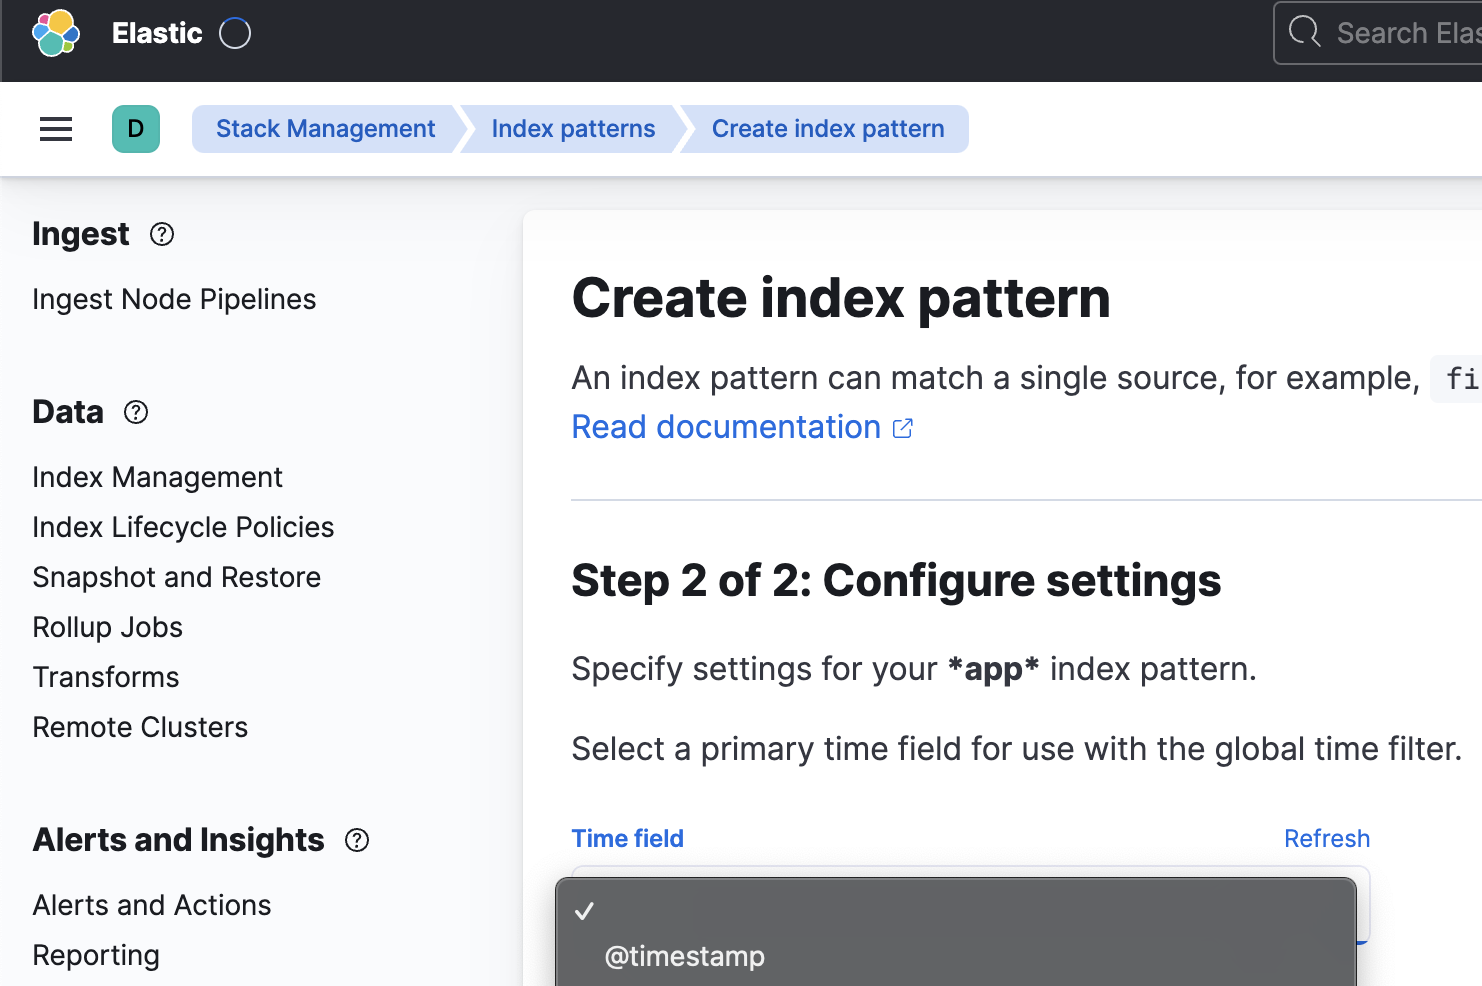 Elastic
Search Elas
D
Stack Management
Index patterns
Create index pattern
Ingest
Ingest Node Pipelines
Data
Index Management
Index Lifecycle Policies
Snapshot and Restore
Rollup Jobs
Transforms
Remote Clusters
Alerts and Insights
Alerts and Actions
Reporting
Create index pattern
An index pattern can match a single source, for example, fi
Read documentation
Step 2 of 2: Configure settings
Specify settings for your *app* index pattern.
Select a primary time field for use with the global time filter.
Time field
Refresh
@timestamp